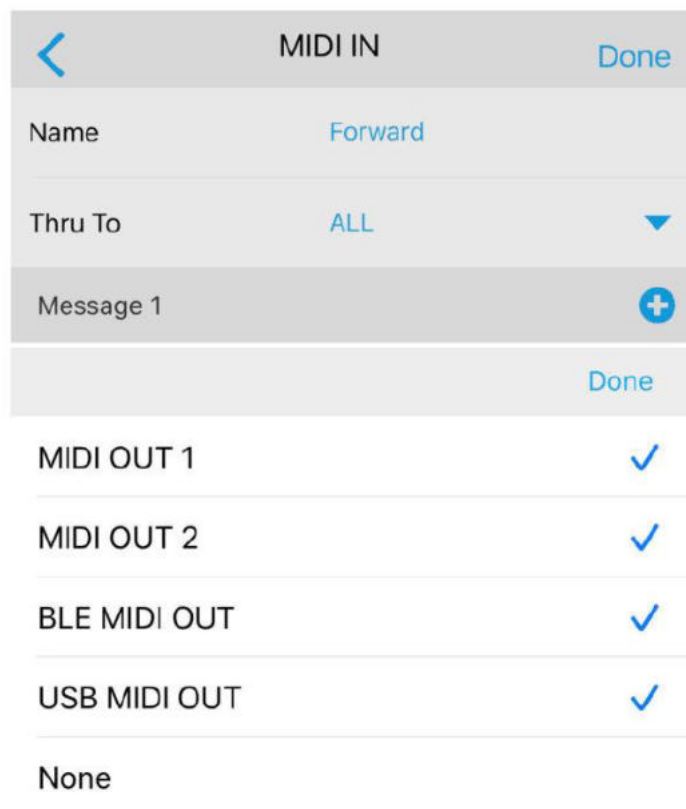 MIDI IN Done
Name Forward
Thru To ALL
Message 1
Done
MIDI OUT 1
MIDI OUT 2
BLE MIDI OUT
USB MIDI OUT
None